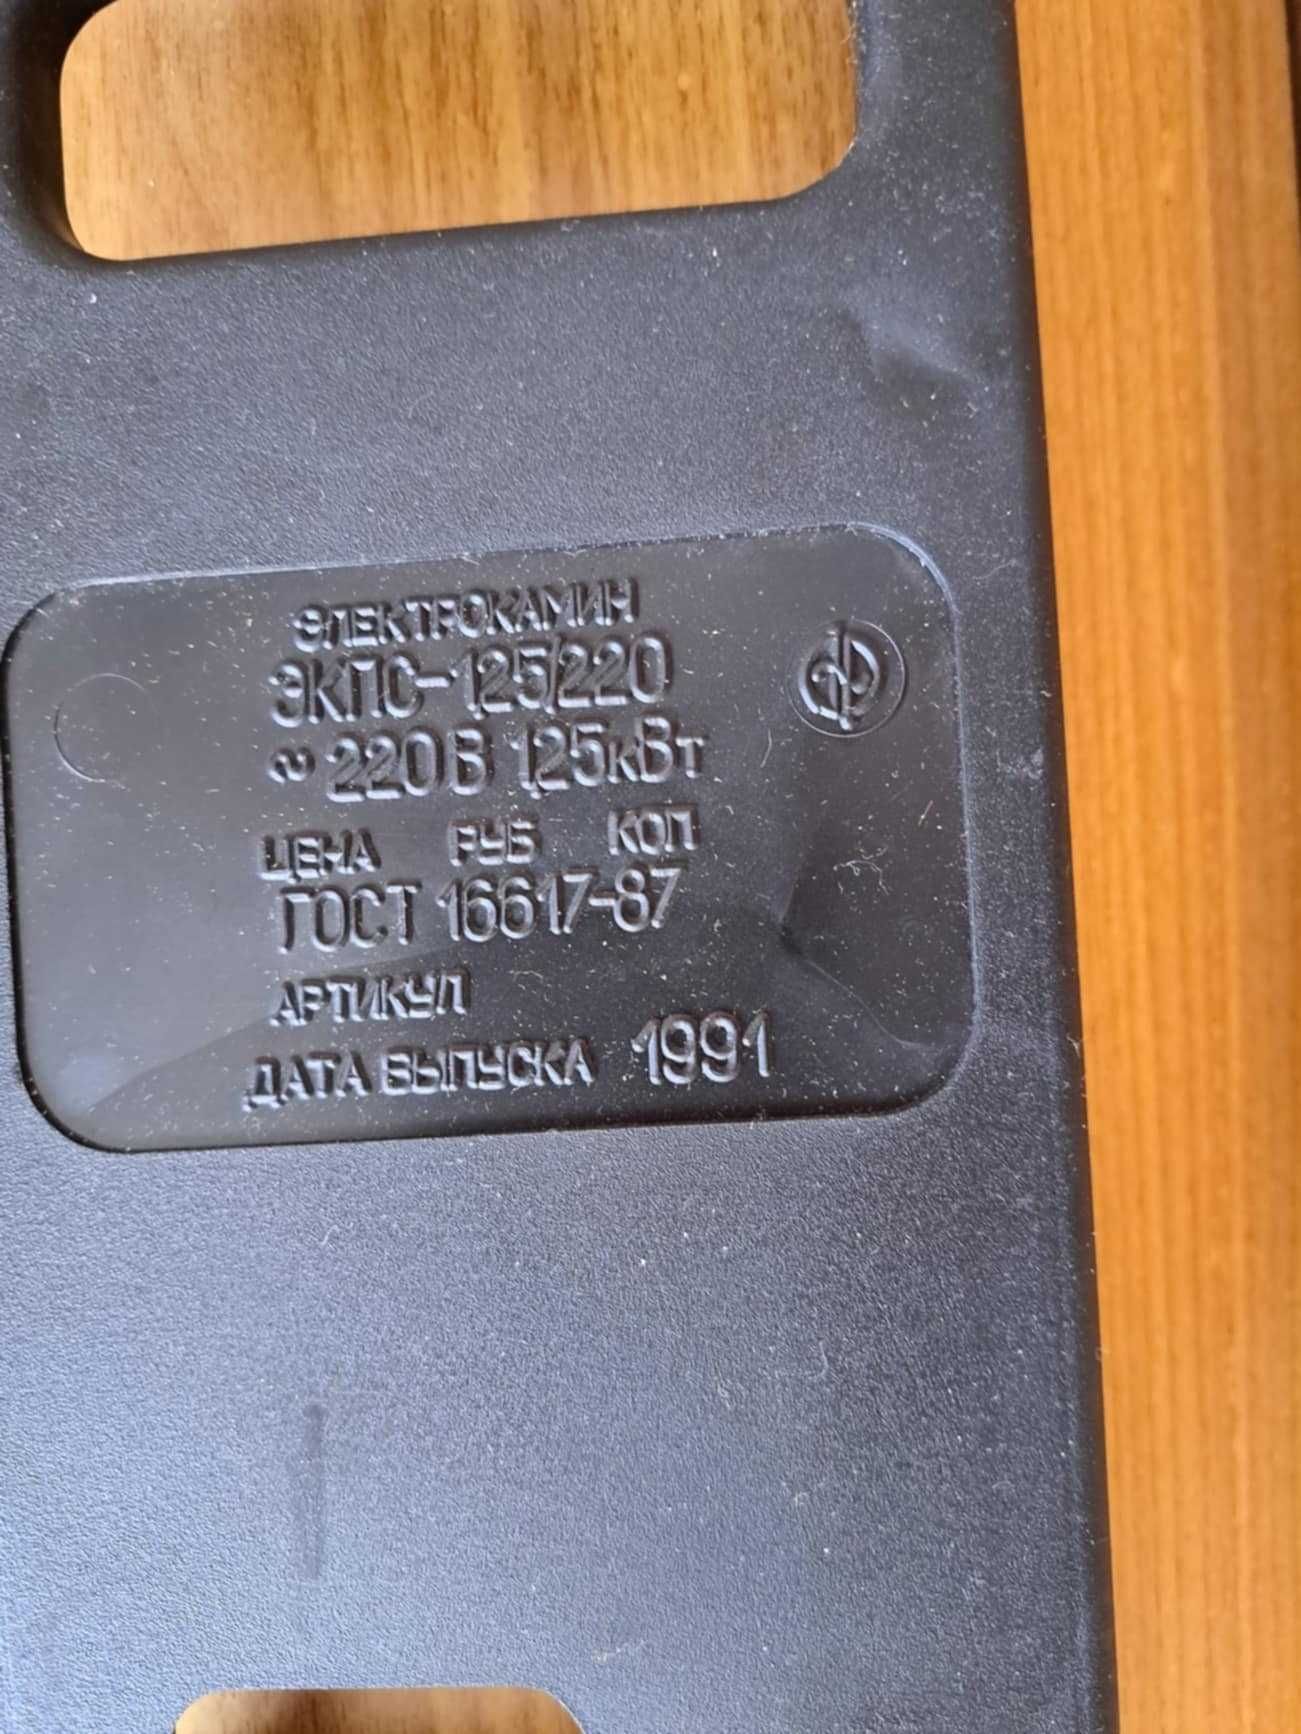 ЭЛЕКТРОКАМИН
ЭКПС-1,25/220
~ 220 В 1,25 кВт
ЦЕНА РУБ КОП
ГОСТ 16617-87
АРТИКУЛ
ДАТА ВЫПУСКА 1991